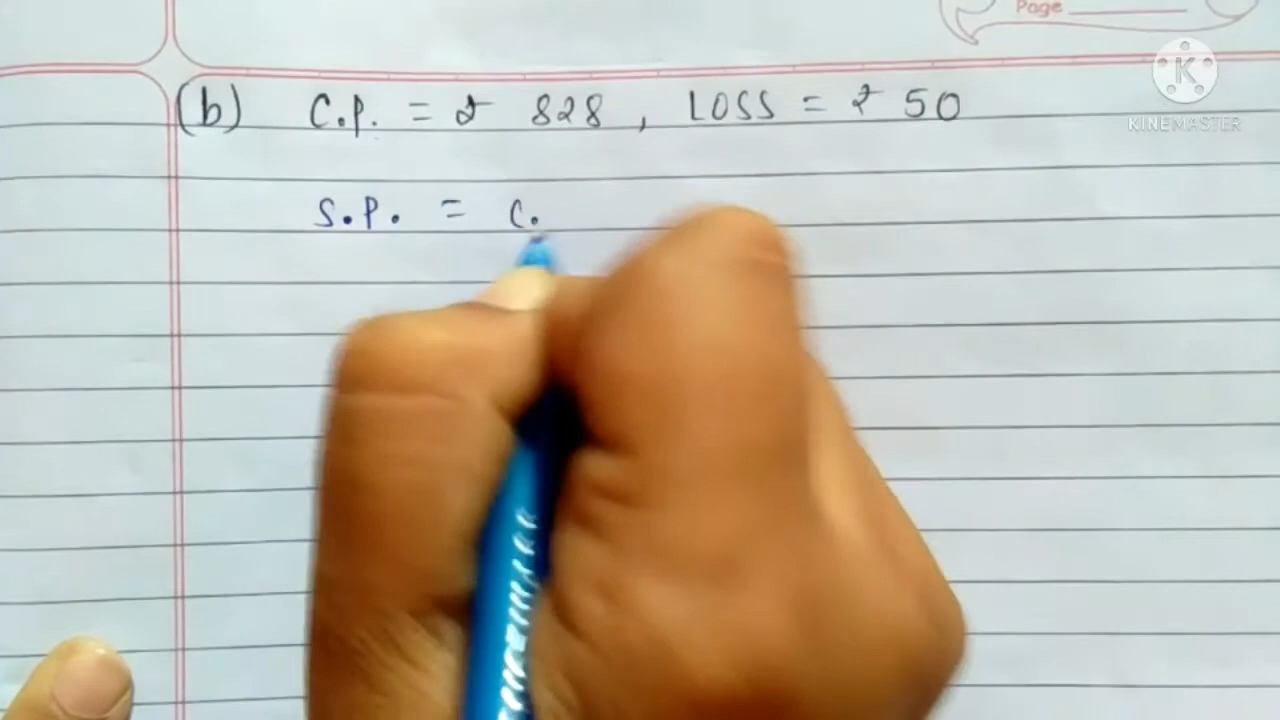 Page
K
KINEMASTER
(b) C.P. = ₹ 828 , LOSS = ₹ 50
S.P. = C.